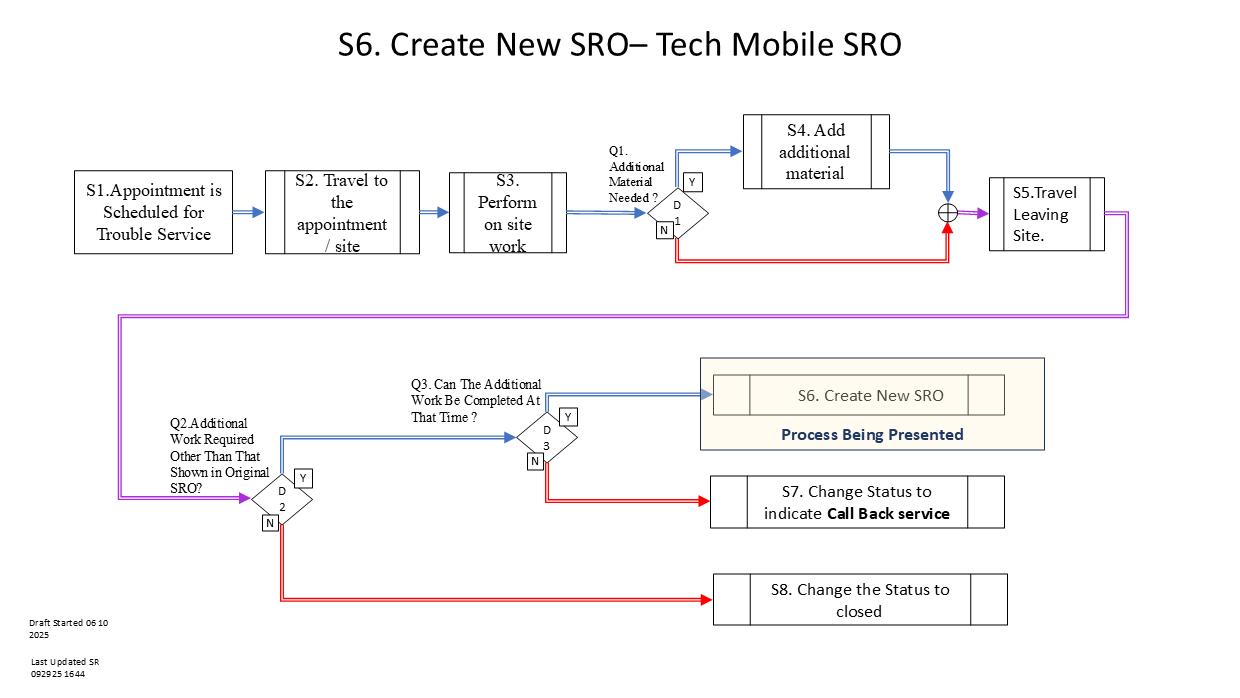 S6. Create New SRO– Tech Mobile SRO
S1.Appointment is
Scheduled for
Trouble Service
S2. Travel to
the
appointment
/ site
S3.
Perform
on site
work
Q1.
Additional
Material
Needed ?
Y
D
1
N
S4. Add
additional
material
S5.Travel
Leaving
Site.
Q2.Additional
Work Required
Other Than That
Shown in Original
SRO?
Y
D
2
N
Q3. Can The Additional
Work Be Completed At
That Time ?
Y
D
3
N
S6. Create New SRO
Process Being Presented
S7. Change Status to
indicate Call Back service
S8. Change the Status to
closed
Draft Started 06 10
2025
Last Updated SR
092925 1644